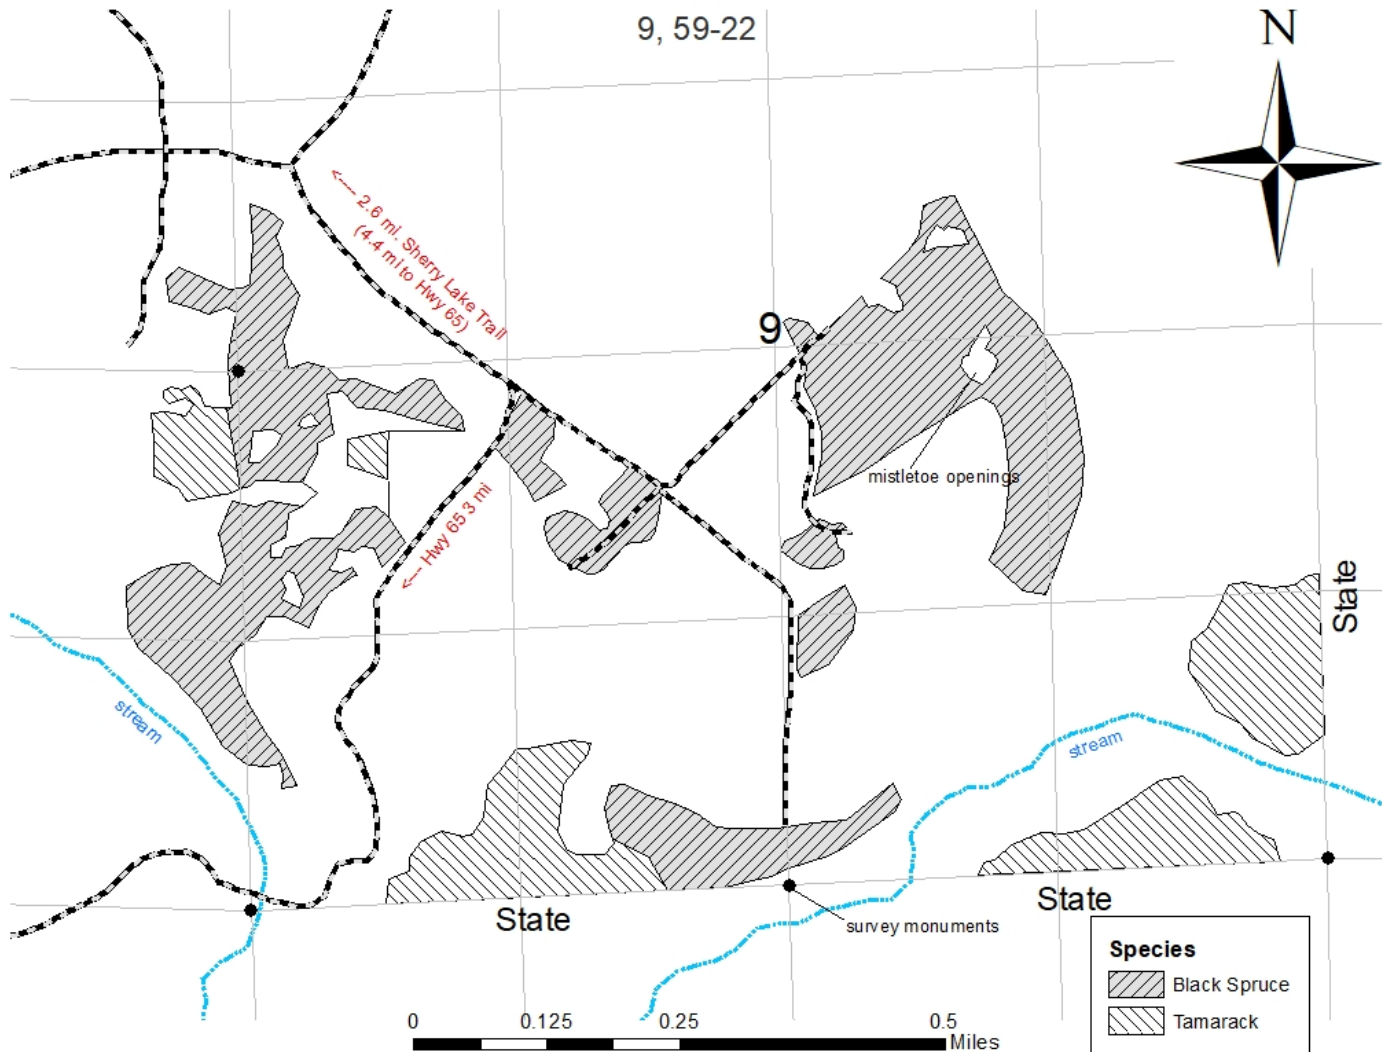 9, 59-22
N
<---- 2.6 mi. Sherry Lake Trail
(4.4 mi to Hwy 65)
9
mistletoe openings
<--- Hwy 65 3 mi
State
stream
stream
State
State
survey monuments
Species
Black Spruce
Tamarack
0 0.125 0.25 0.5
Miles